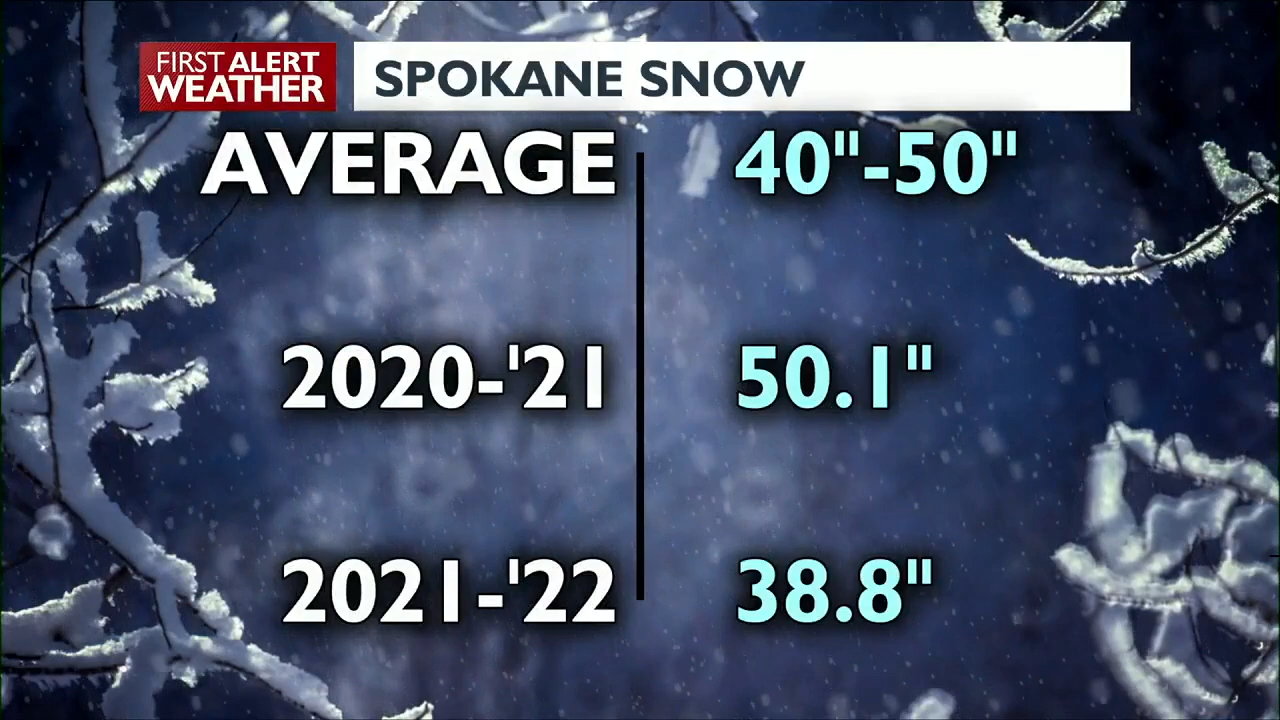 FIRST ALERT
WEATHER
SPOKANE SNOW
AVERAGE 40"-50"
2020-'21 50.1"
2021-'22 38.8"